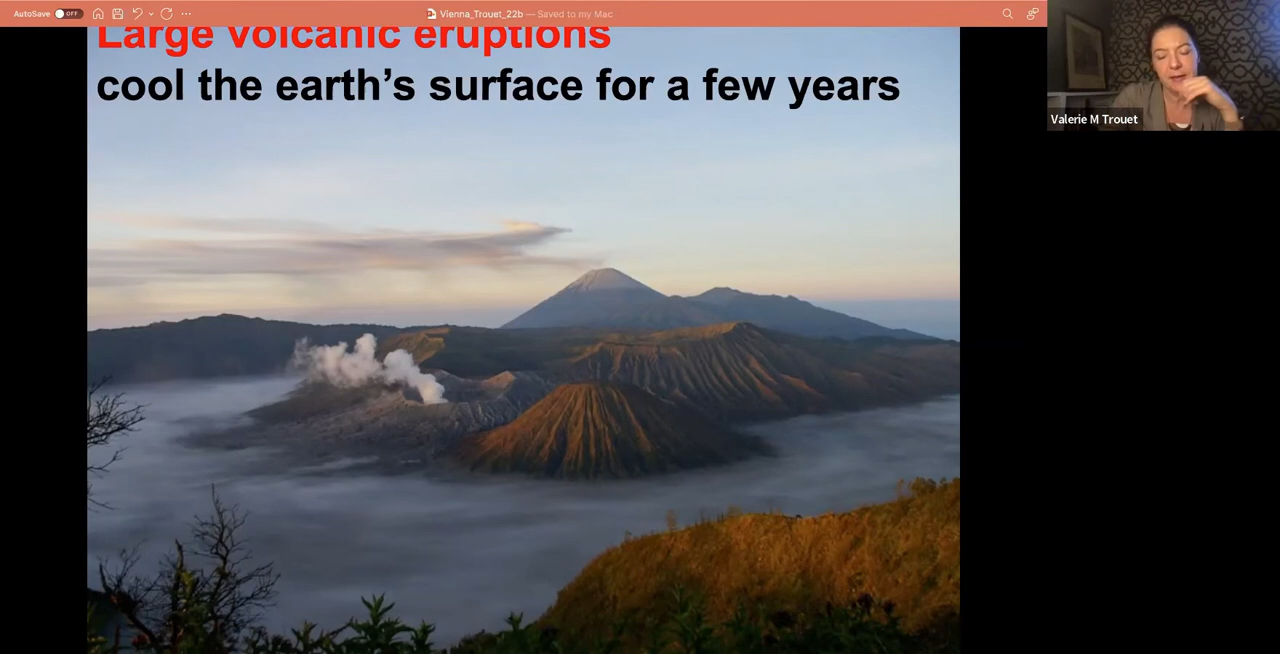 AutoSave OFF
Vienna_Trouet_22b — Saved to my Mac
Large volcanic eruptions
cool the earth's surface for a few years
Valerie M Trouet